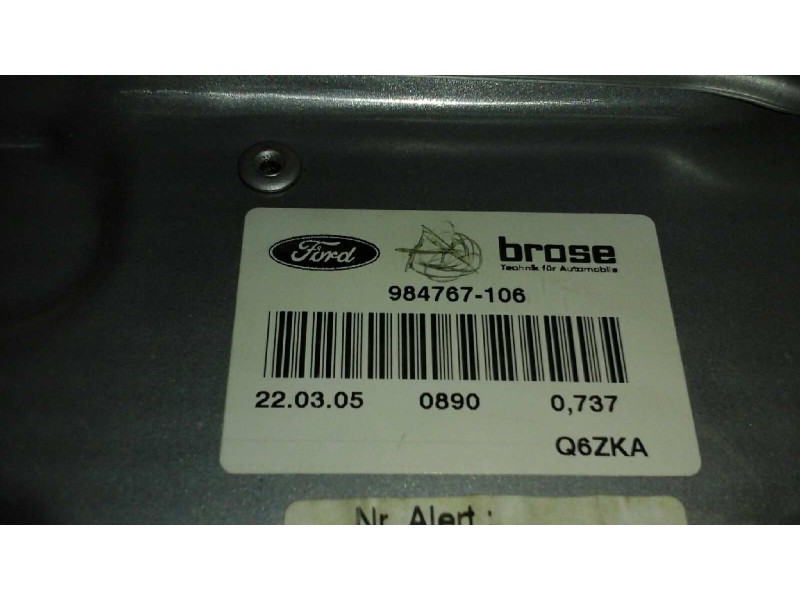 Ford
brose
Technik für Automobile
984767-106
22.03.05 0890 0,737
Q6ZKA
Nr. Alert :